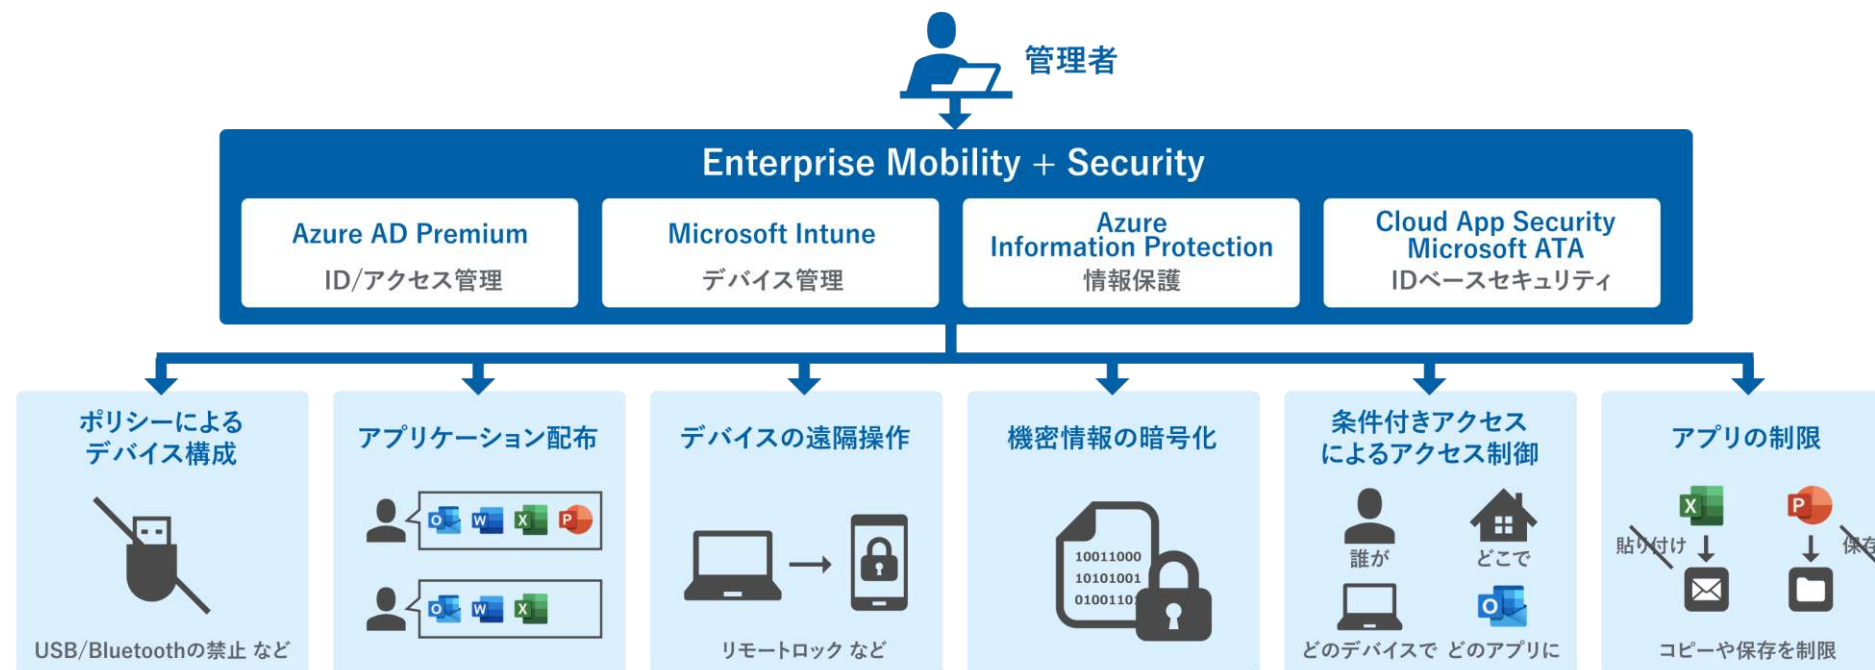 管理者
Enterprise Mobility + Security
Azure AD Premium
ID/アクセス管理
Microsoft Intune
デバイス管理
Azure
Information Protection
情報保護
Cloud App Security
Microsoft ATA
IDベースセキュリティ
ポリシーによる
デバイス構成
USB/Bluetoothの禁止 など
アプリケーション配布
O W X P
O W X
デバイスの遠隔操作
リモートロック など
機密情報の暗号化
10011000
10101001
0100110
条件付きアクセス
によるアクセス制御
誰が
どこで
O
どのデバイスで
どのアプリに
アプリの制限
X
P
貼り付け
保存
コピーや保存を制限